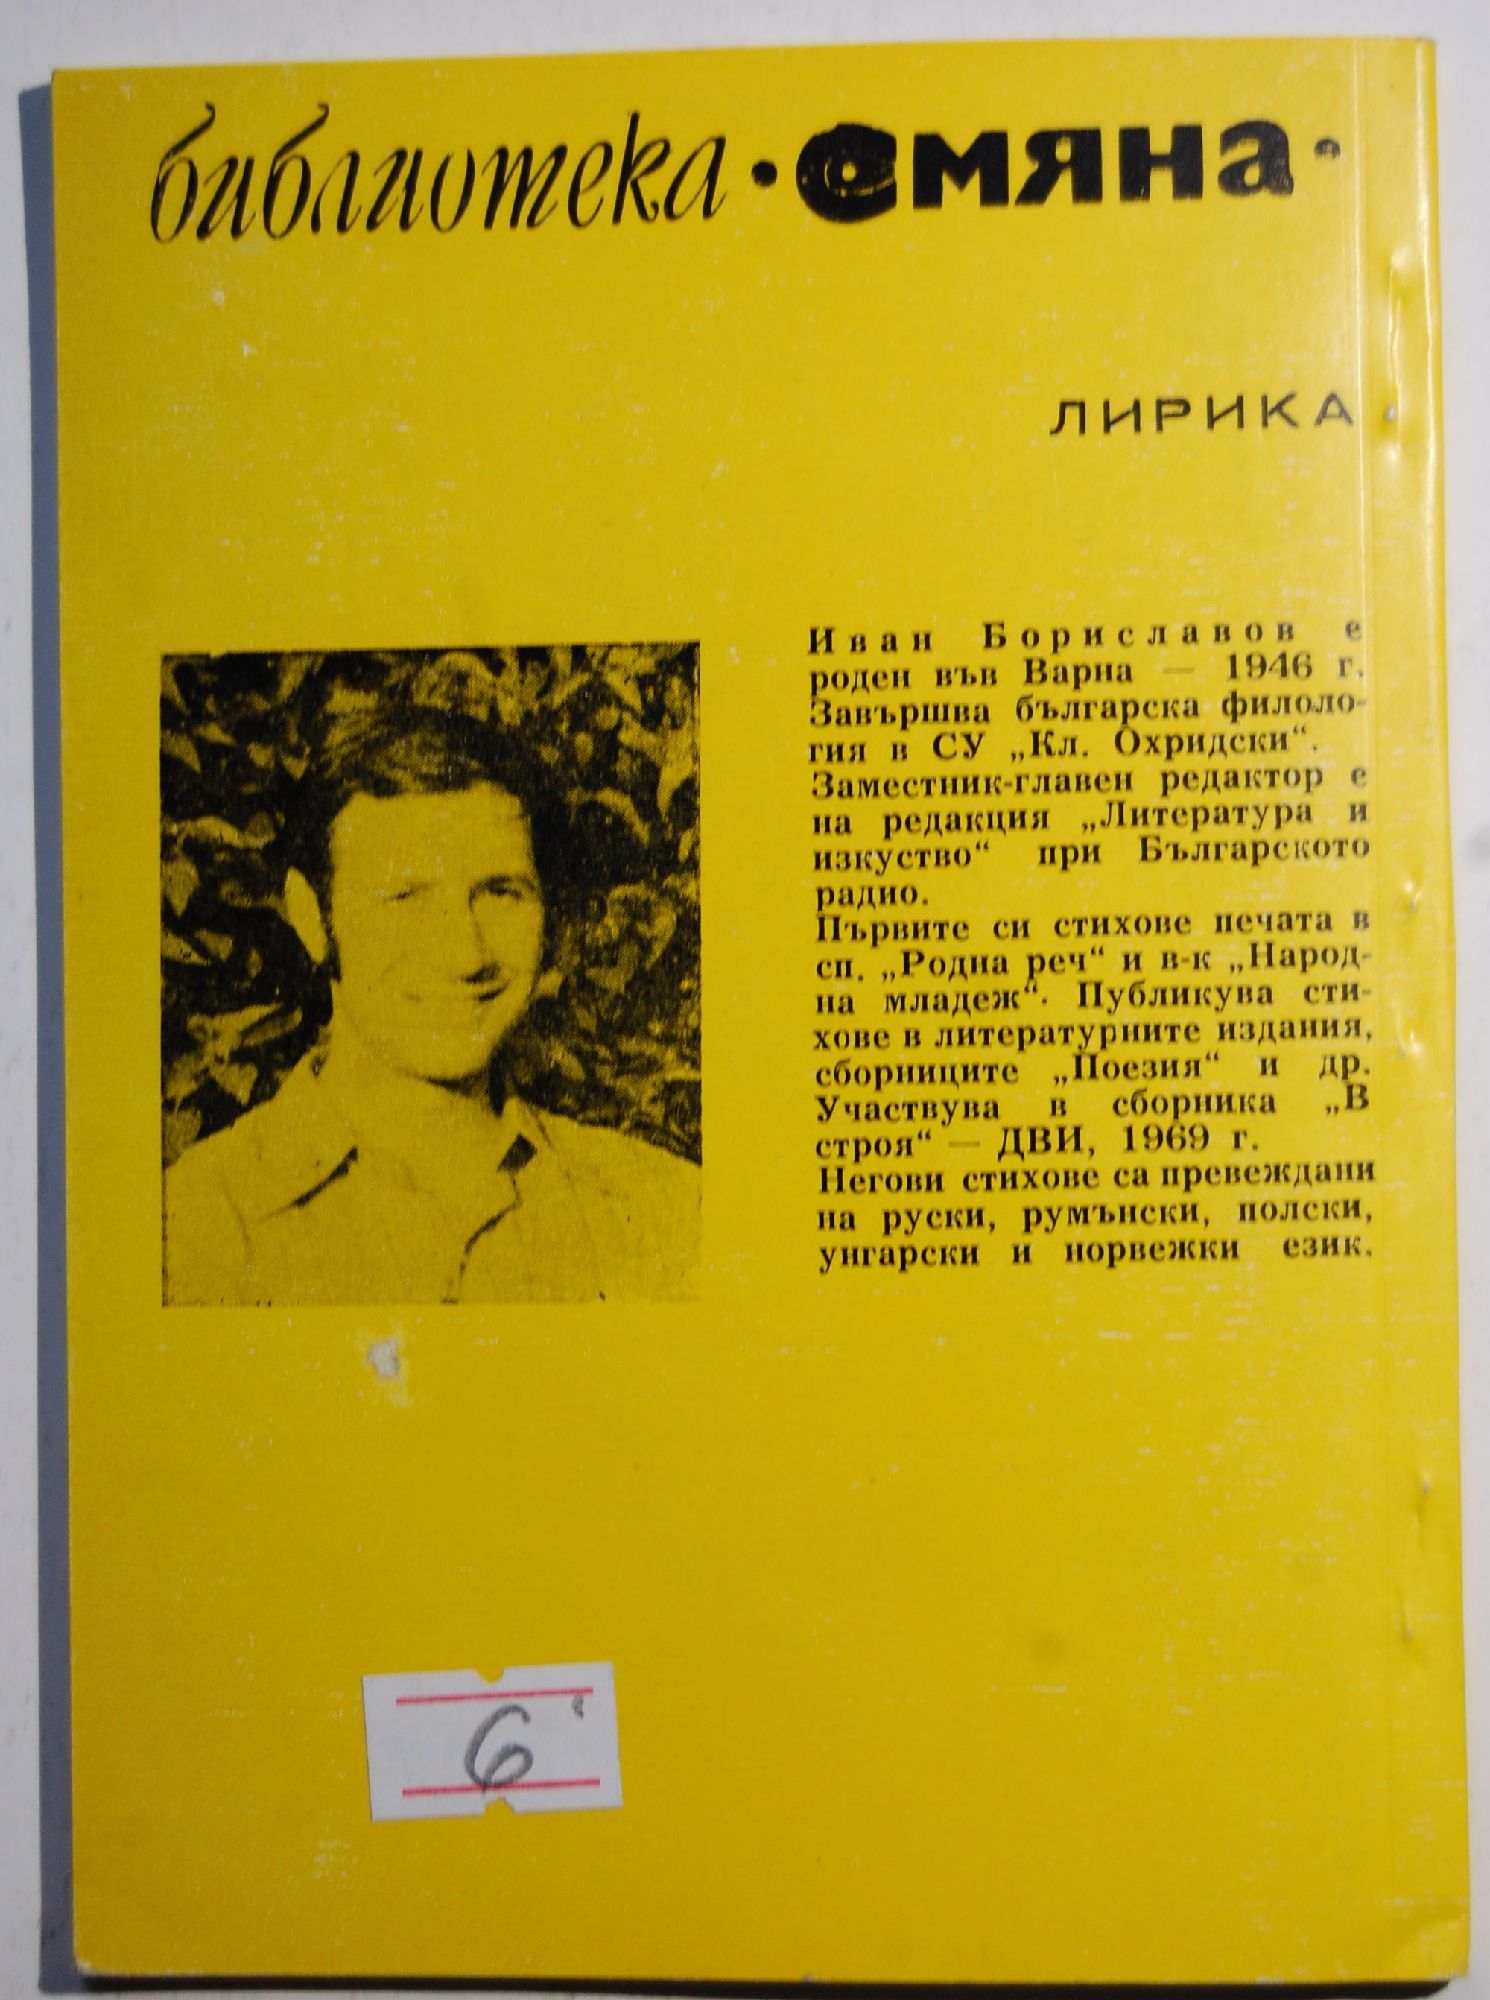 библиотека • смяна •
ЛИРИКА
Иван Бориславов е
роден във Варна — 1946 г.
Завършва българска филоло-
гия в СУ „Кл. Охридски“.
Заместник-главен редактор е
на редакция „Литература и
изкуство“ при Българското
радио.
Първите си стихове печата в
сп. „Родна реч“ и в-к „Народ-
на младеж“. Публикува сти-
хове в литературните издания,
сборниците „Поезия“ и др.
Участвува в сборника „В
строя“ — ДВИ, 1969 г.
Негови стихове са превеждани
на руски, румънски, полски,
унгарски и норвежки език.
6